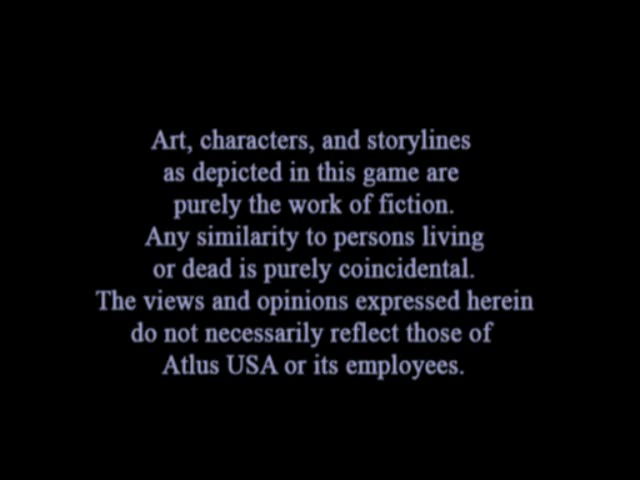 Art, characters, and storylines
as depicted in this game are
purely the work of fiction.
Any similarity to persons living
or dead is purely coincidental.
The views and opinions expressed herein
do not necessarily reflect those of
Atlus USA or its employees.